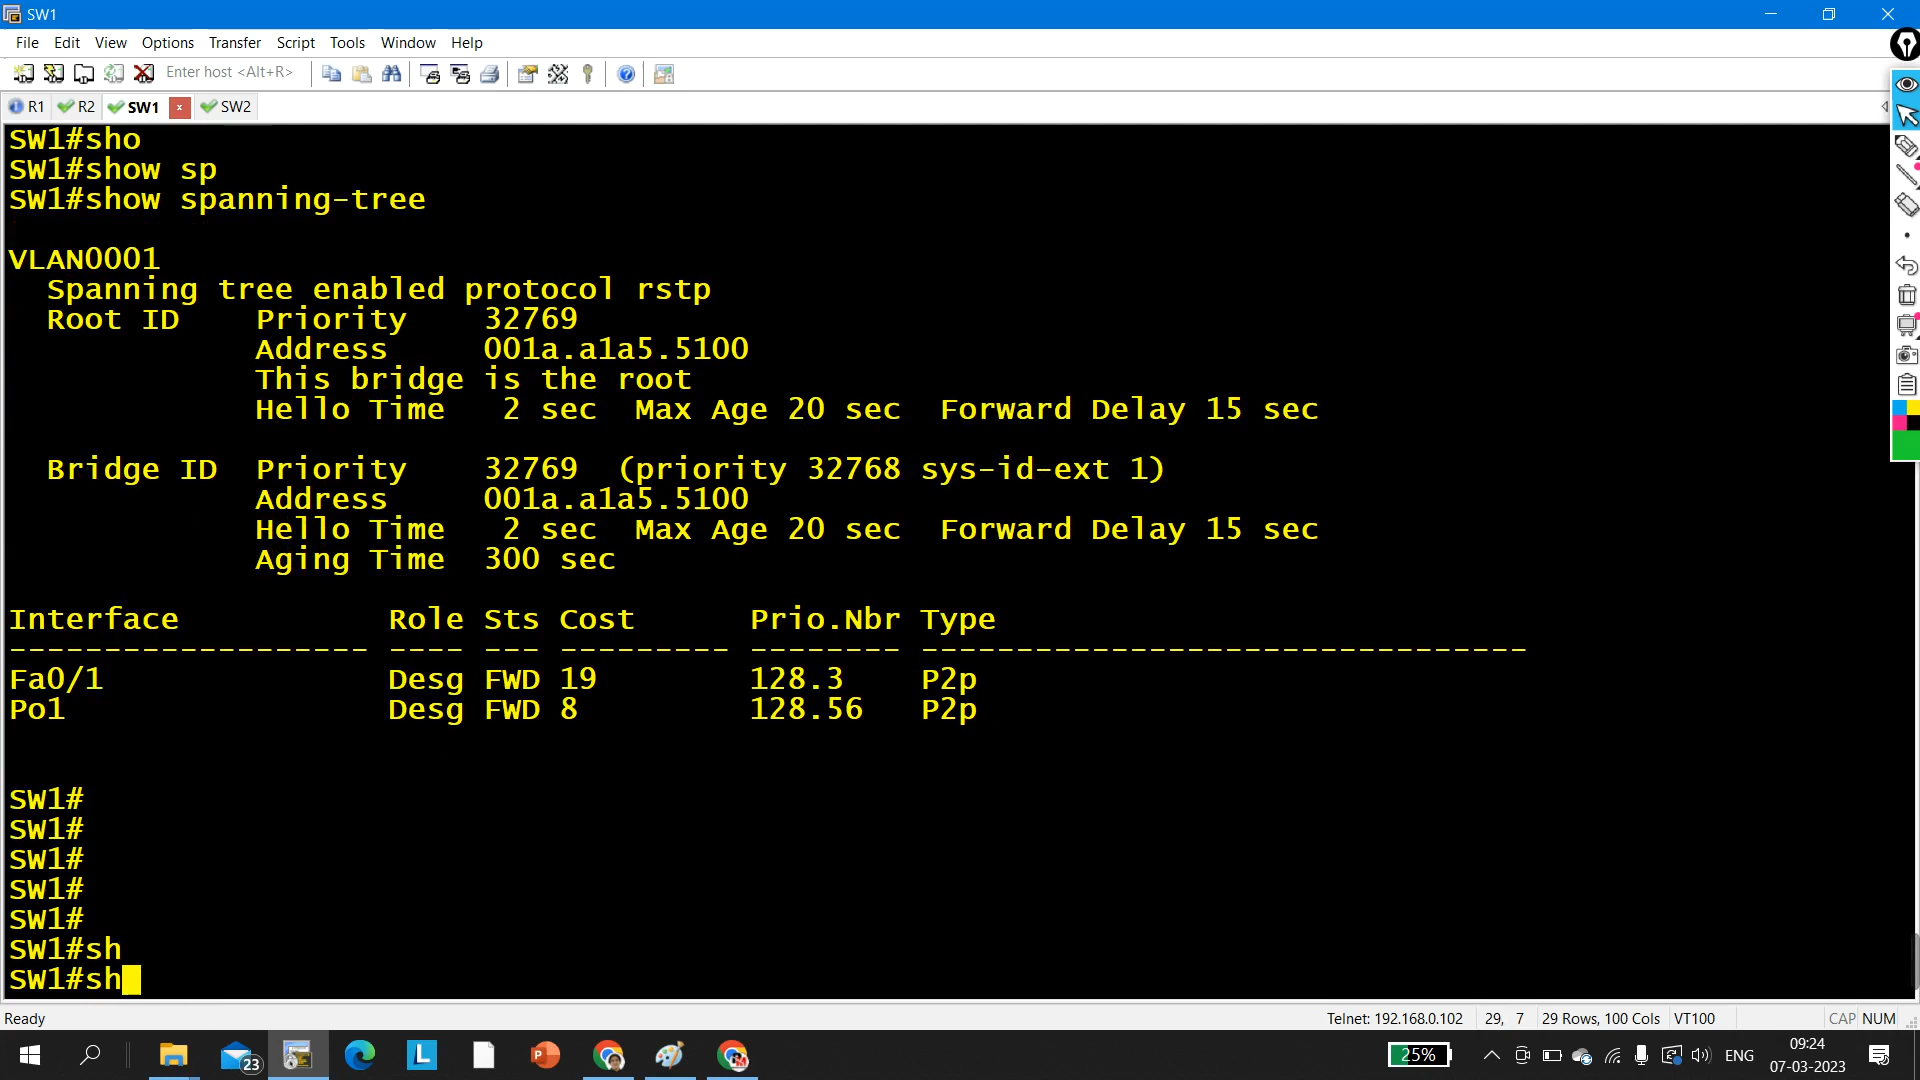 SW1
File Edit View Options Transfer Script Tools Window Help
Enter host <Alt+R>
R1 R2 SW1 SW2
SW1#sho
SW1#show sp
SW1#show spanning-tree
VLAN0001
Spanning tree enabled protocol rstp
Root ID Priority 32769
Address 001a.a1a5.5100
This bridge is the root
Hello Time 2 sec Max Age 20 sec Forward Delay 15 sec
Bridge ID Priority 32769 (priority 32768 sys-id-ext 1)
Address 001a.a1a5.5100
Hello Time 2 sec Max Age 20 sec Forward Delay 15 sec
Aging Time 300 sec
Interface Role Sts Cost Prio.Nbr Type
------------------- ---- --- --------- -------- --------------------------------
Fa0/1 Desg FWD 19 128.3 P2p
Po1 Desg FWD 8 128.56 P2p
SW1#
SW1#
SW1#
SW1#
SW1#
SW1#sh
SW1#sh
Ready Telnet: 192.168.0.102 29, 7 29 Rows, 100 Cols VT100 CAP NUM
23 L P 25% ENG 09:24
07-03-2023